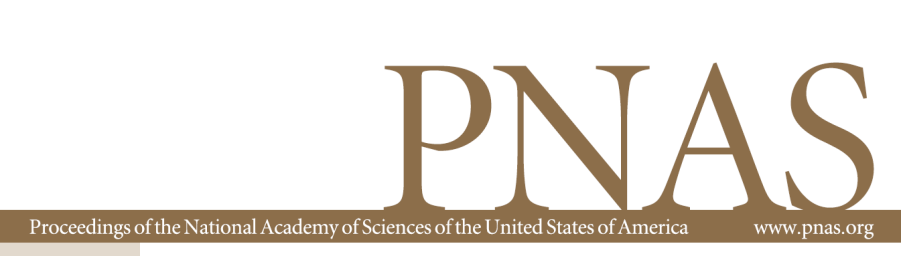 PNAS
Proceedings of the National Academy of Sciences of the United States of America www.pnas.org